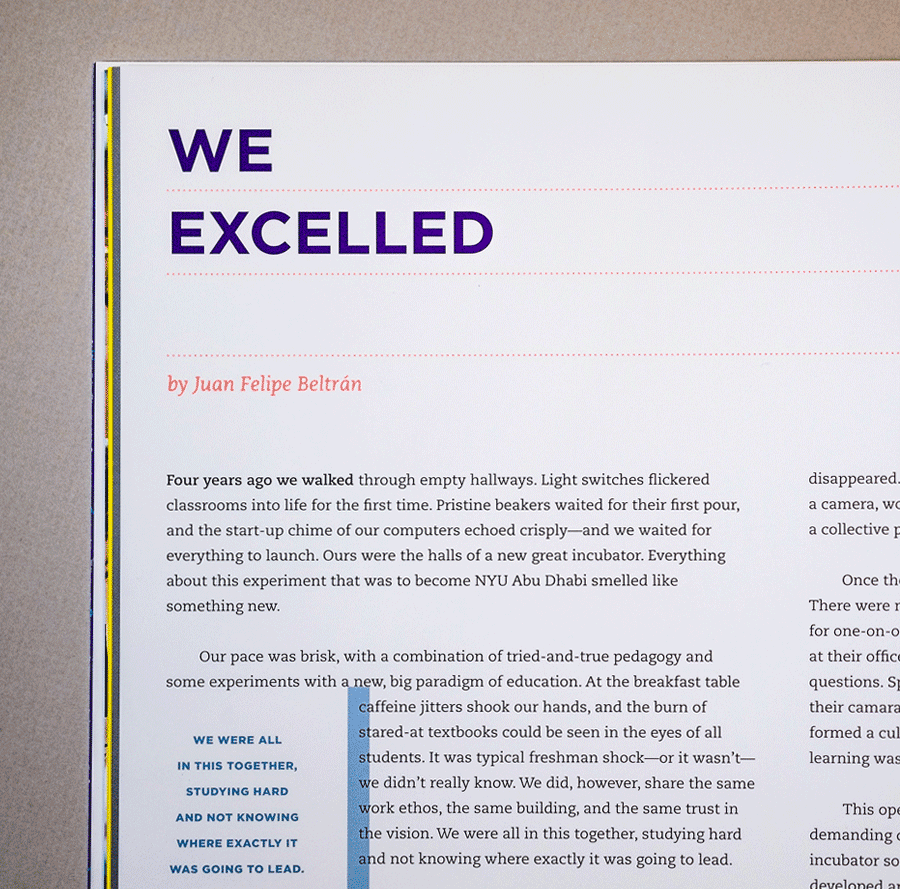 WE
EXCELLED
by Juan Felipe Beltrán
Four years ago we walked through empty hallways. Light switches flickered
classrooms into life for the first time. Pristine beakers waited for their first pour,
and the start-up chime of our computers echoed crisply—and we waited for
everything to launch. Ours were the halls of a new great incubator. Everything
about this experiment that was to become NYU Abu Dhabi smelled like
something new.
Our pace was brisk, with a combination of tried-and-true pedagogy and
some experiments with a new, big paradigm of education. At the breakfast table
caffeine jitters shook our hands, and the burn of
stared-at textbooks could be seen in the eyes of all
students. It was typical freshman shock—or it wasn't—
we didn't really know. We did, however, share the same
work ethos, the same building, and the same trust in
the vision. We were all in this together, studying hard
and not knowing where exactly it was going to lead.
WE WERE ALL
IN THIS TOGETHER,
STUDYING HARD
AND NOT KNOWING
WHERE EXACTLY IT
WAS GOING TO LEAD.
disappeared.
a camera,
a collective
Once
There were
for one-on-
at their
questions.
their
formed a
learning was
This
demanding
incubator
developed